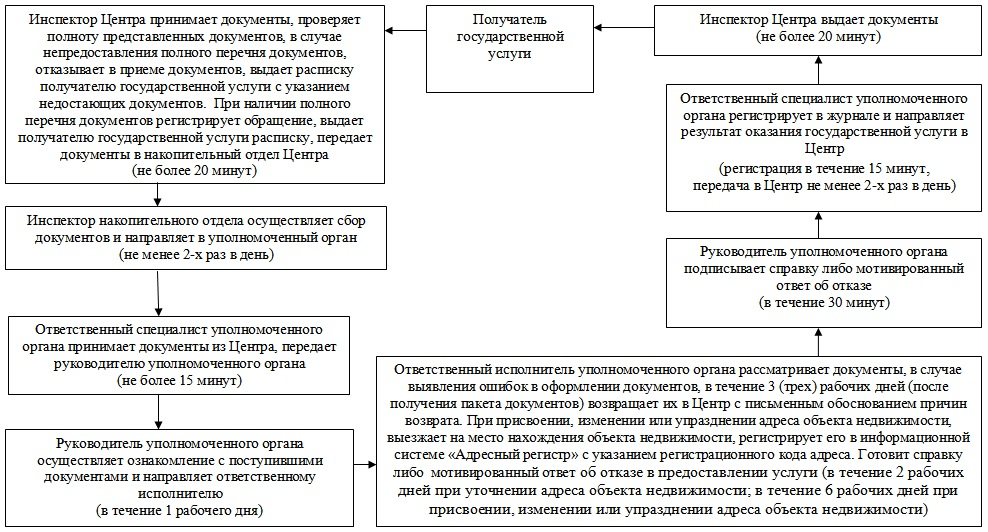 Инспектор Центра принимает документы, проверяет
полноту представленных документов, в случае
непредоставления полного перечня документов,
отказывает в приеме документов, выдает расписку
получателю государственной услуги с указанием
недостающих документов. При наличии полного
перечня документов регистрирует обращение, выдает
получателю государственной услуги расписку, передает
документы в накопительный отдел Центра
(не более 20 минут)
Получатель
государственной
услуги
Инспектор Центра выдает документы
(не более 20 минут)
Ответственный специалист уполномоченного
органа регистрирует в журнале и направляет
результат оказания государственной услуги в
Центр
(регистрация в течение 15 минут,
передача в Центр не менее 2-х раз в день)
Инспектор накопительного отдела осуществляет сбор
документов и направляет в уполномоченный орган
(не менее 2-х раз в день)
Руководитель уполномоченного органа
подписывает справку либо мотивированный
ответ об отказе
(в течение 30 минут)
Ответственный специалист уполномоченного
органа принимает документы из Центра, передает
руководителю уполномоченного органа
(не более 15 минут)
Руководитель уполномоченного органа
осуществляет ознакомление с поступившими
документами и направляет ответственному
исполнителю
(в течение 1 рабочего дня)
Ответственный исполнитель уполномоченного органа рассматривает документы, в случае
выявления ошибок в оформлении документов, в течение 3 (трех) рабочих дней (после
получения пакета документов) возвращает их в Центр с письменным обоснованием причин
возврата. При присвоении, изменении или упразднении адреса объекта недвижимости,
выезжает на место нахождения объекта недвижимости, регистрирует его в информационной
системе «Адресный регистр» с указанием регистрационного кода адреса. Готовит справку
либо мотивированный ответ об отказе в предоставлении услуги (в течение 2 рабочих
дней при уточнении адреса объекта недвижимости; в течение 6 рабочих дней при
присвоении, изменении или упразднении адреса объекта недвижимости)